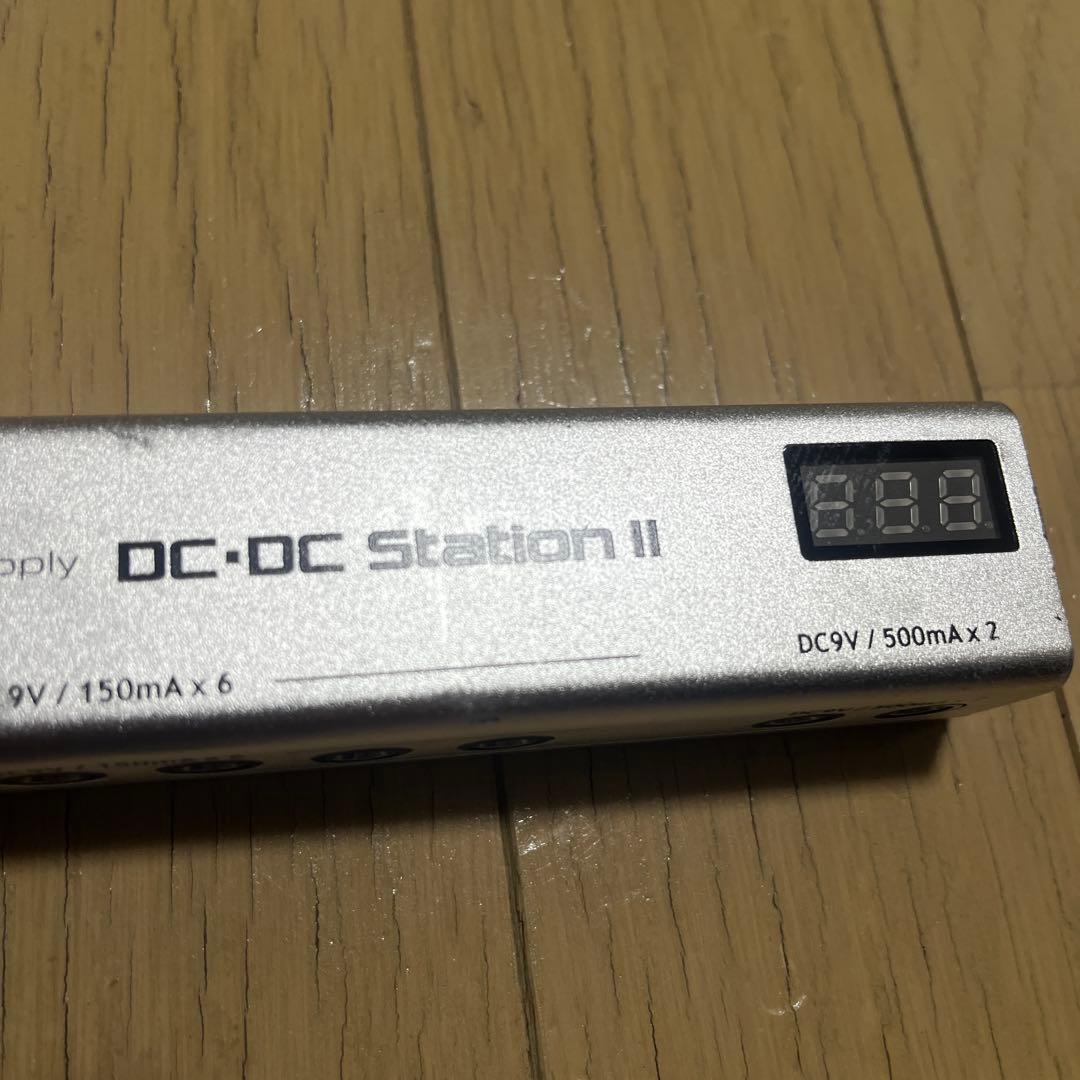 pply DC-DC Station II
9V / 150mA x 6
DC9V / 500mA x 2